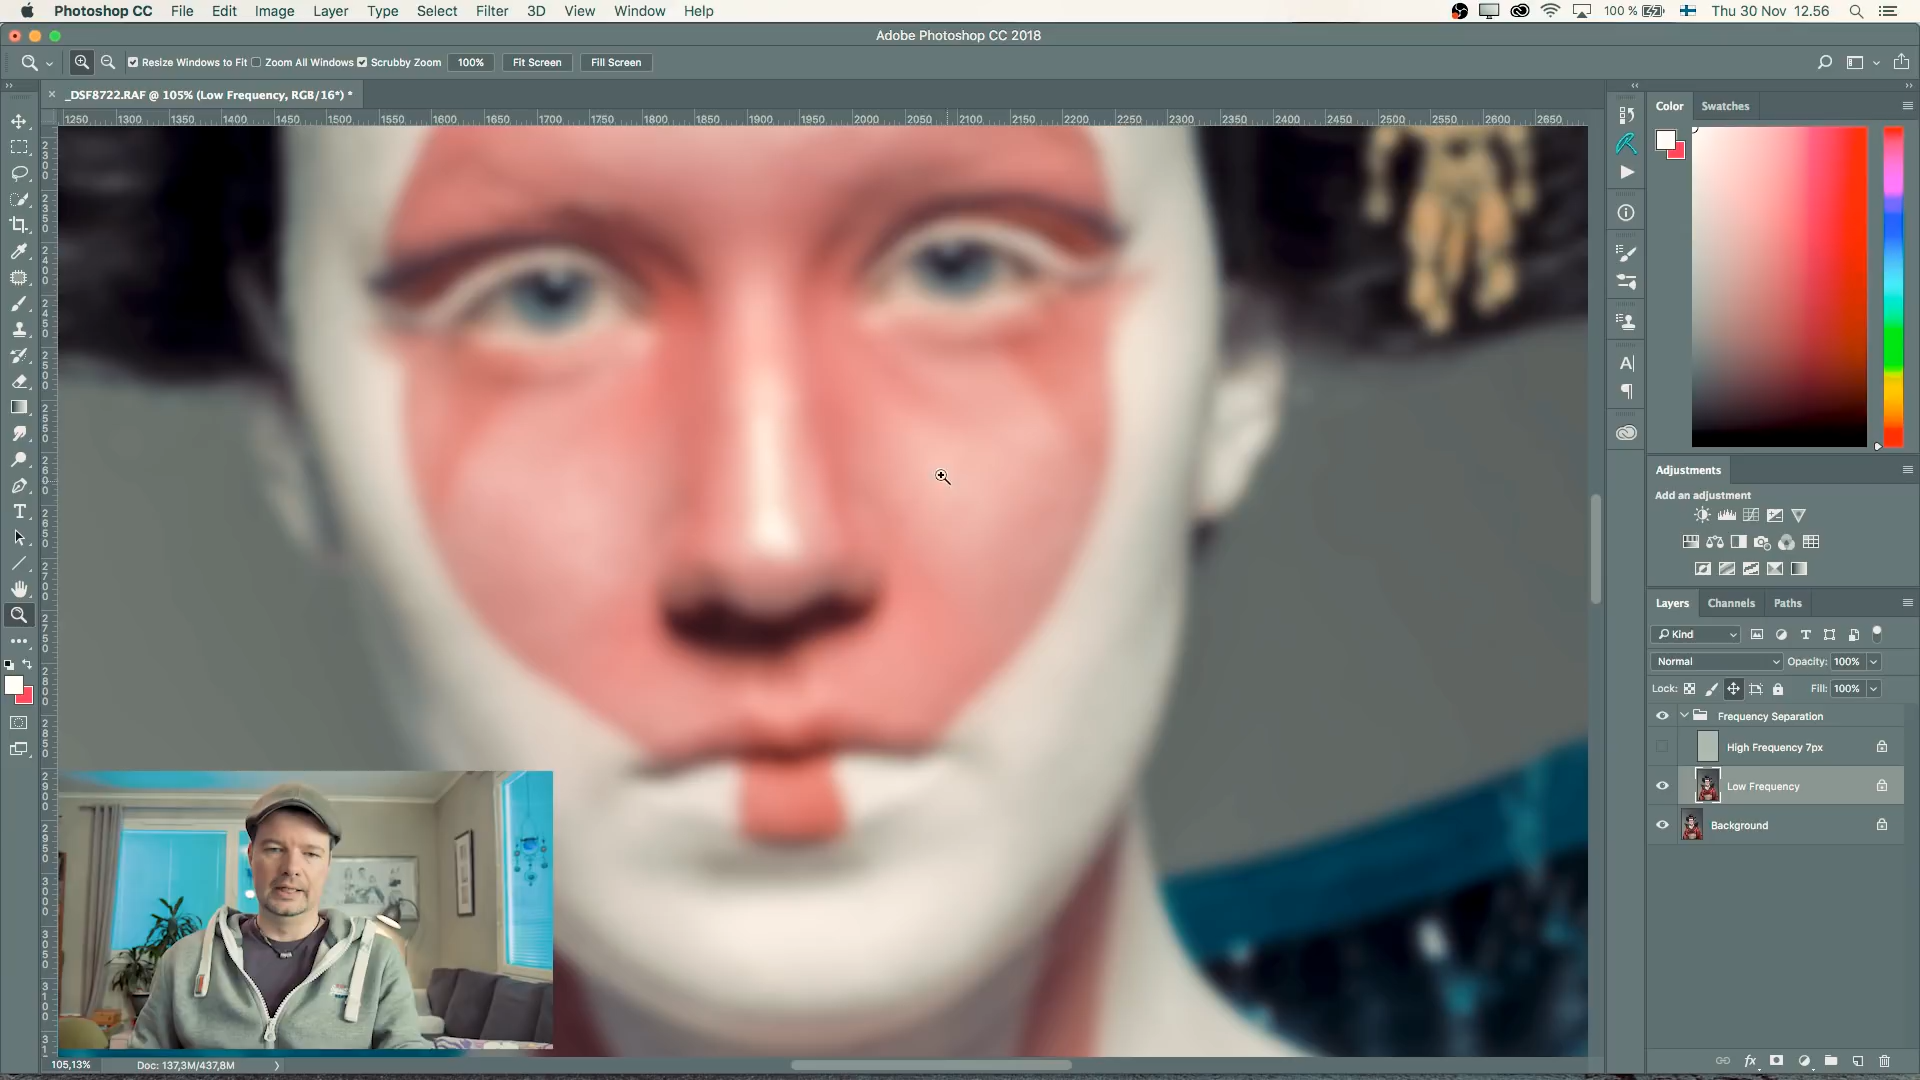 Photoshop CC File Edit Image Layer Type Select Filter 3D View Window Help 100 % Thu 30 Nov 12.56
Adobe Photoshop CC 2018
Resize Windows to Fit Zoom All Windows Scrubby Zoom 100% Fit Screen Fill Screen
_DSF8722.RAF @ 105% (Low Frequency, RGB/16*) *
1250 1300 1350 1400 1450 1500 1550 1600 1650 1700 1750 1800 1850 1900 1950 2000 2050 2100 2150 2200 2250 2300 2350 2400 2450 2500 2550 2600 2650
Color Swatches
Adjustments
Add an adjustment
Layers Channels Paths
Kind
Normal Opacity: 100%
Lock: Fill: 100%
Frequency Separation
High Frequency 7px
Low Frequency
Background
105,13% Doc: 137,3M/437,8M